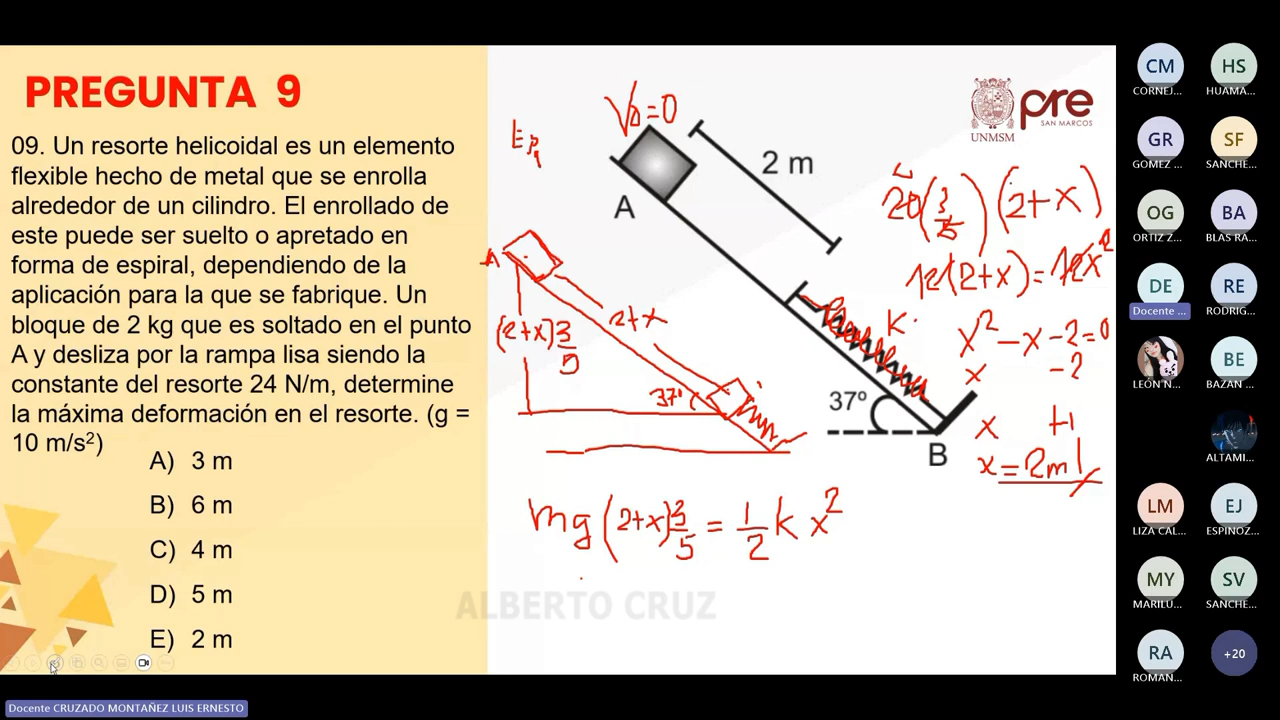 PREGUNTA 9
09. Un resorte helicoidal es un elemento
flexible hecho de metal que se enrolla
alrededor de un cilindro. El enrollado de
este puede ser suelto o apretado en
forma de espiral, dependiendo de la
aplicación para la que se fabrique. Un
bloque de 2 kg que es soltado en el punto
A y desliza por la rampa lisa siendo la
constante del resorte 24 N/m, determine
la máxima deformación en el resorte. (g =
10 m/s²)
A) 3 m
B) 6 m
C) 4 m
D) 5 m
E) 2 m
V₀=0
A
2 m
K
37º
B
UNMSM
pre
SAN MARCOS
A
2+x
(2+x)3/5
37°
mg(2+x)3/5 = 1/2 k x²
20(3/5)(2+x)
12(2+x)=12x²
x²-x-2=0
x -2
x +1
x=2m
ALBERTO CRUZ
Docente CRUZADO MONTAÑEZ LUIS ERNESTO
CM
CORNEJ...
HS
HUAMA...
GR
GOMEZ ...
SF
SANCHE...
OG
ORTIZ Z...
BA
BLAS RA...
DE
Docente ...
RE
RODRIG...
LEÓN N...
BE
BAZAN ...
ALTAMI...
LM
LIZA CAL...
EJ
ESPINOZ...
MY
MARILU...
SV
SANCHE...
RA
ROMAN...
+20